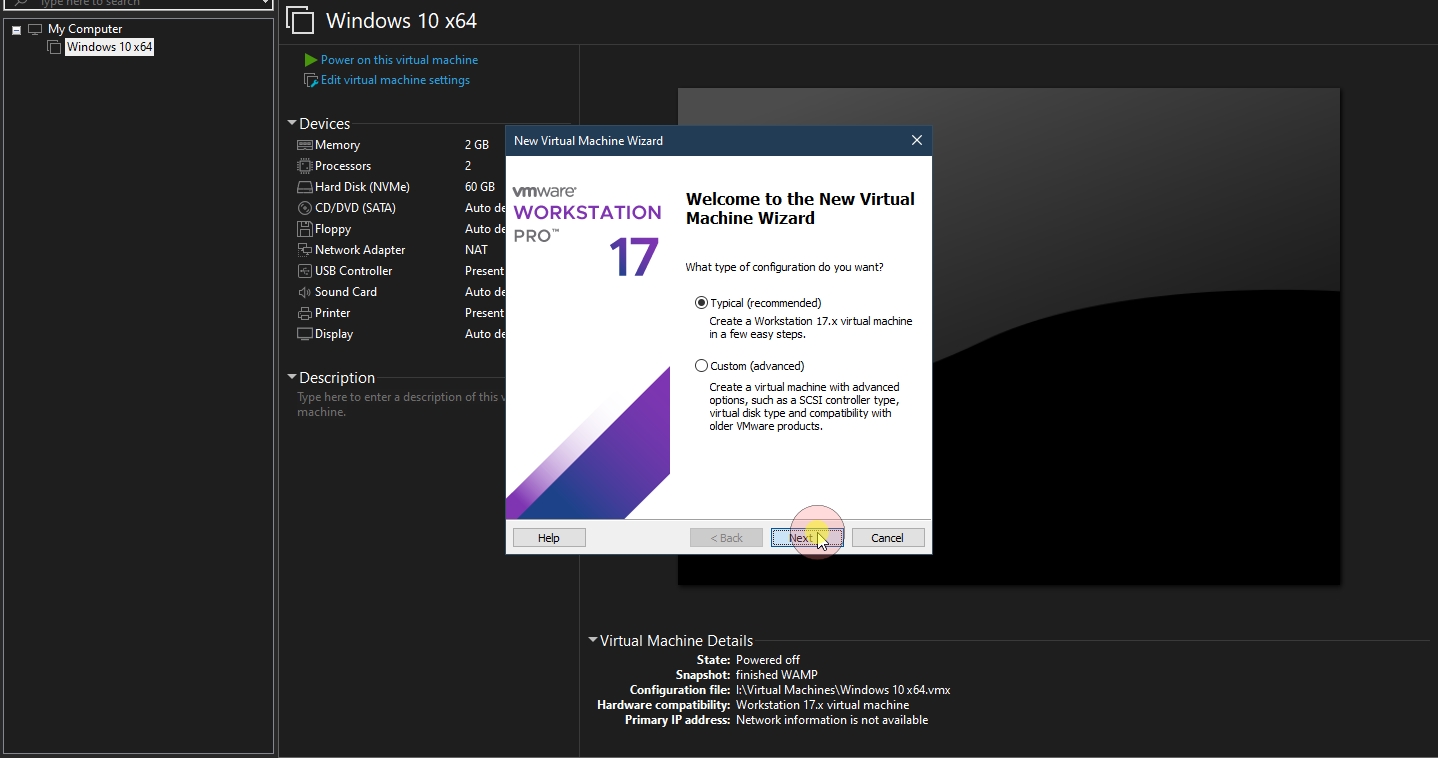 Type here to search
My Computer
Windows 10 x64
Windows 10 x64
Power on this virtual machine
Edit virtual machine settings
Devices
Memory 2 GB
Processors 2
Hard Disk (NVMe) 60 GB
CD/DVD (SATA) Auto de
Floppy Auto de
Network Adapter NAT
USB Controller Present
Sound Card Auto de
Printer Present
Display Auto de
Description
Type here to enter a description of this v
machine.
New Virtual Machine Wizard
vmware®
WORKSTATION
PRO™
17
Welcome to the New Virtual
Machine Wizard
What type of configuration do you want?
Typical (recommended)
Create a Workstation 17.x virtual machine
in a few easy steps.
Custom (advanced)
Create a virtual machine with advanced
options, such as a SCSI controller type,
virtual disk type and compatibility with
older VMware products.
Help
< Back
Next
Cancel
Virtual Machine Details
State: Powered off
Snapshot: finished WAMP
Configuration file: I:\Virtual Machines\Windows 10 x64.vmx
Hardware compatibility: Workstation 17.x virtual machine
Primary IP address: Network information is not available